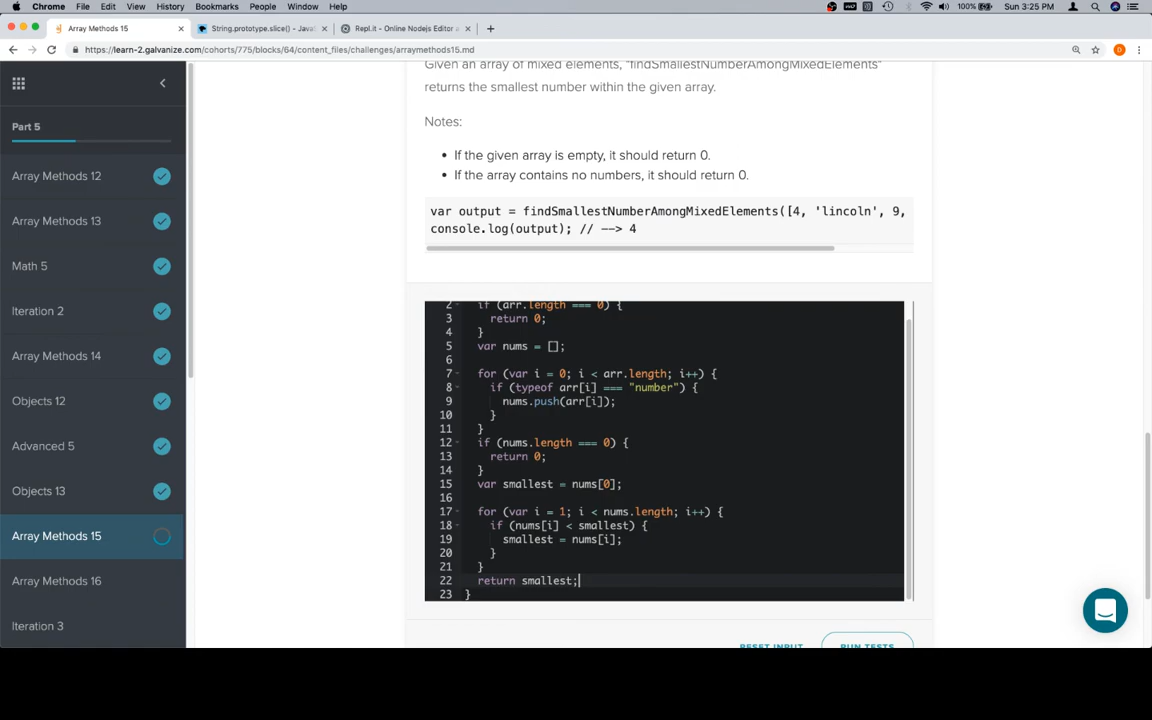 Chrome File Edit View History Bookmarks People Window Help
100% Sun 3:25 PM
Array Methods 15
String.prototype.slice() - JavaS
Repl.it - Online Nodejs Editor a
https://learn-2.galvanize.com/cohorts/775/blocks/64/content_files/challenges/arraymethods15.md
D
Part 5
Array Methods 12
Array Methods 13
Math 5
Iteration 2
Array Methods 14
Objects 12
Advanced 5
Objects 13
Array Methods 15
Array Methods 16
Iteration 3
Given an array of mixed elements, "findSmallestNumberAmongMixedElements"
returns the smallest number within the given array.
Notes:
• If the given array is empty, it should return 0.
• If the array contains no numbers, it should return 0.
var output = findSmallestNumberAmongMixedElements([4, 'lincoln', 9,
console.log(output); // --> 4
2 if (arr.length === 0) {
3 return 0;
4 }
5 var nums = [];
6
7 for (var i = 0; i < arr.length; i++) {
8 if (typeof arr[i] === "number") {
9 nums.push(arr[i]);
10 }
11 }
12 if (nums.length === 0) {
13 return 0;
14 }
15 var smallest = nums[0];
16
17 for (var i = 1; i < nums.length; i++) {
18 if (nums[i] < smallest) {
19 smallest = nums[i];
20 }
21 }
22 return smallest;
23 }
RESET INPUT RUN TESTS